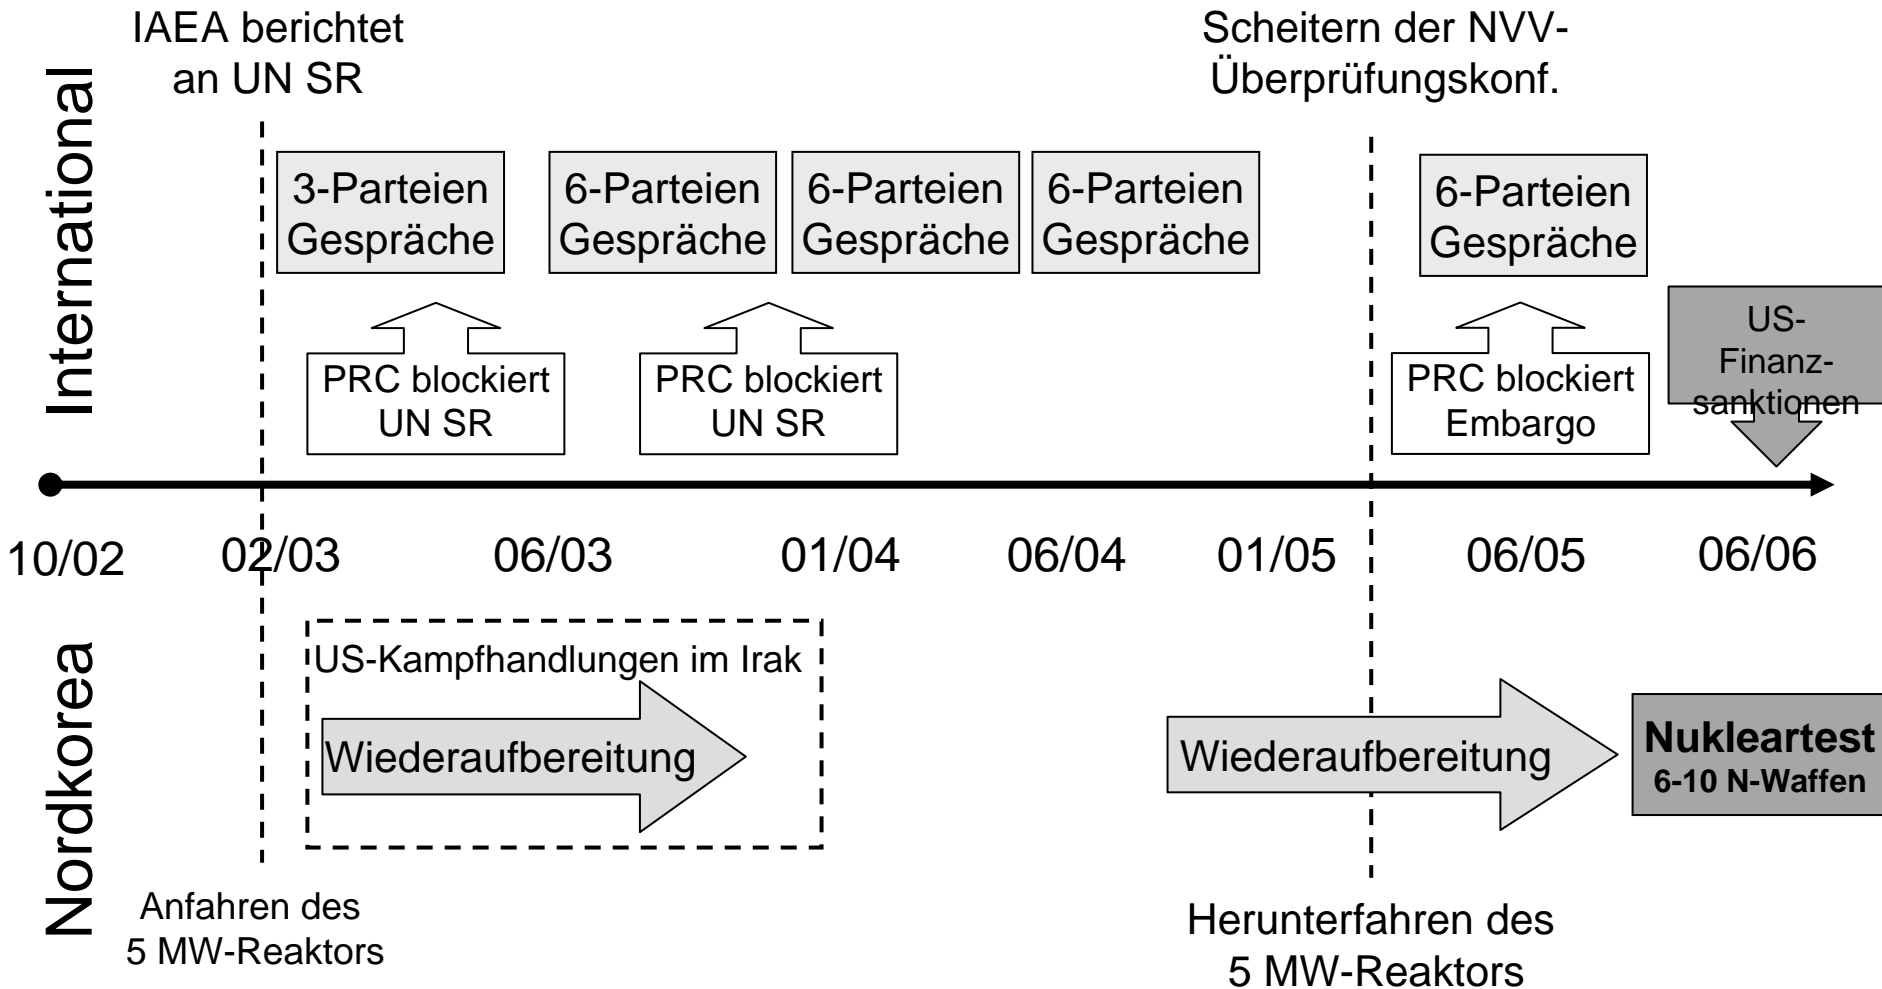 IAEA berichtet
an UN SR
Scheitern der NVV-
Überprüfungskonf.
International
3-Parteien
Gespräche
6-Parteien
Gespräche
6-Parteien
Gespräche
6-Parteien
Gespräche
6-Parteien
Gespräche
PRC blockiert
UN SR
PRC blockiert
UN SR
PRC blockiert
Embargo
US-
Finanz-
sanktionen
10/02
02/03
06/03
01/04
06/04
01/05
06/05
06/06
Nordkorea
US-Kampfhandlungen im Irak
Wiederaufbereitung
Wiederaufbereitung
Nukleartest
6-10 N-Waffen
Anfahren des
5 MW-Reaktors
Herunterfahren des
5 MW-Reaktors